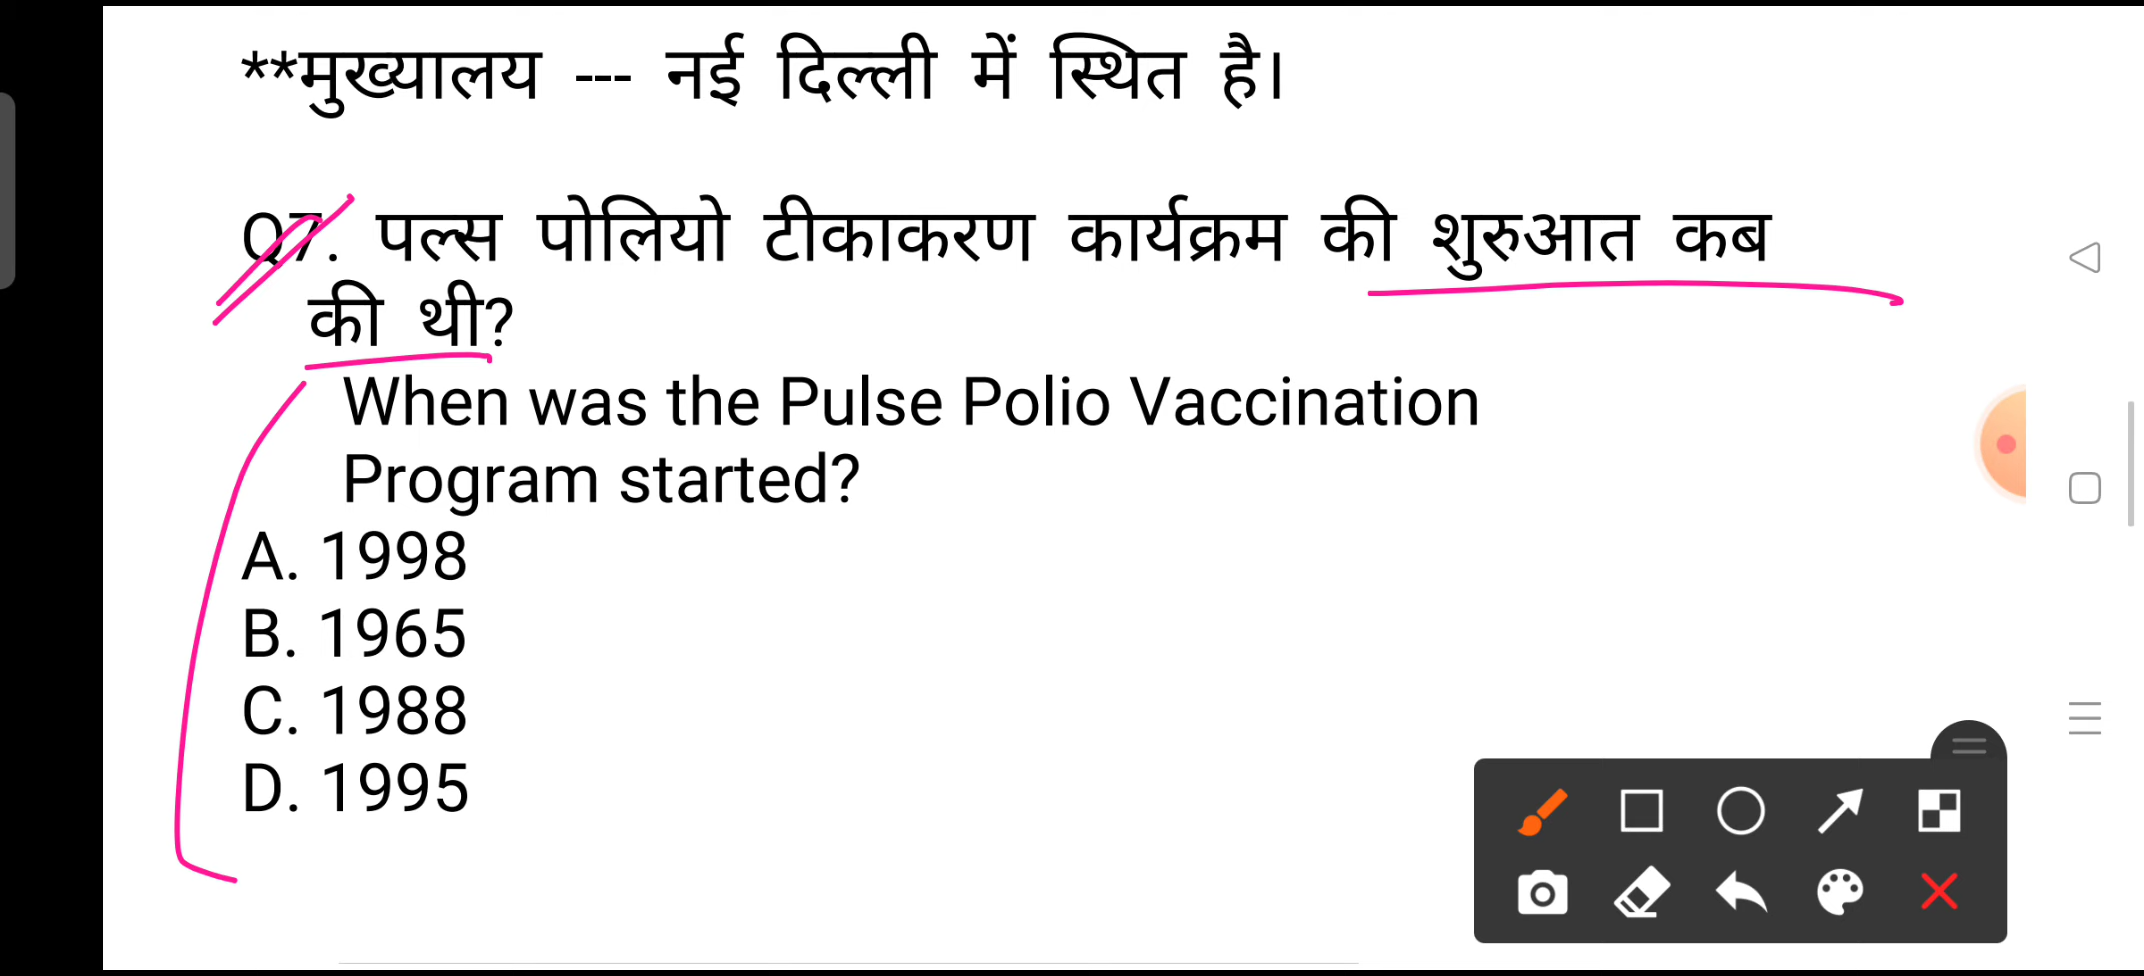 **मुख्यालय --- नई दिल्ली में स्थित है।
Q7. पल्स पोलियो टीकाकरण कार्यक्रम की शुरुआत कब
की थी?
When was the Pulse Polio Vaccination
Program started?
A. 1998
B. 1965
C. 1988
D. 1995